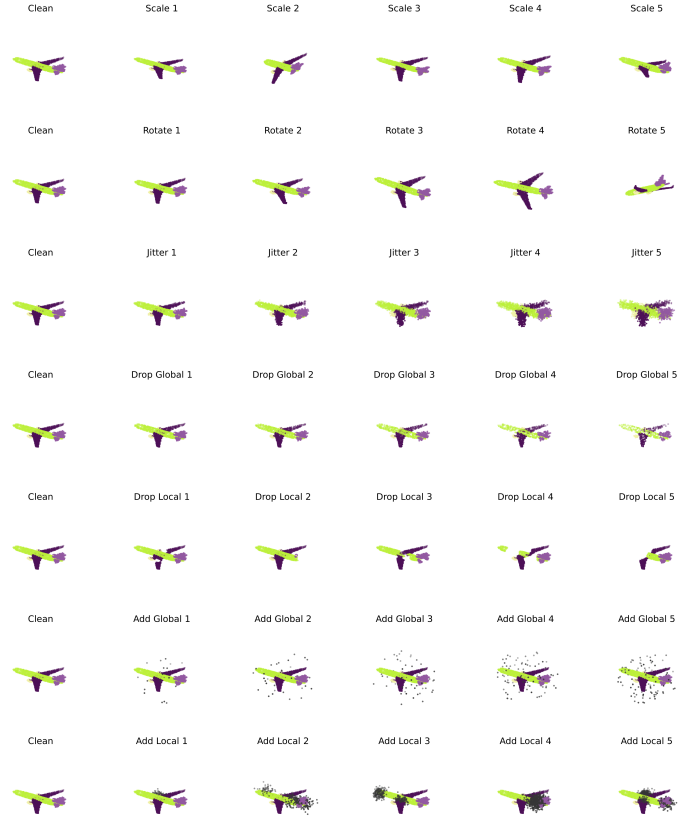 Clean Scale 1 Scale 2 Scale 3 Scale 4 Scale 5
Clean Rotate 1 Rotate 2 Rotate 3 Rotate 4 Rotate 5
Clean Jitter 1 Jitter 2 Jitter 3 Jitter 4 Jitter 5
Clean Drop Global 1 Drop Global 2 Drop Global 3 Drop Global 4 Drop Global 5
Clean Drop Local 1 Drop Local 2 Drop Local 3 Drop Local 4 Drop Local 5
Clean Add Global 1 Add Global 2 Add Global 3 Add Global 4 Add Global 5
Clean Add Local 1 Add Local 2 Add Local 3 Add Local 4 Add Local 5